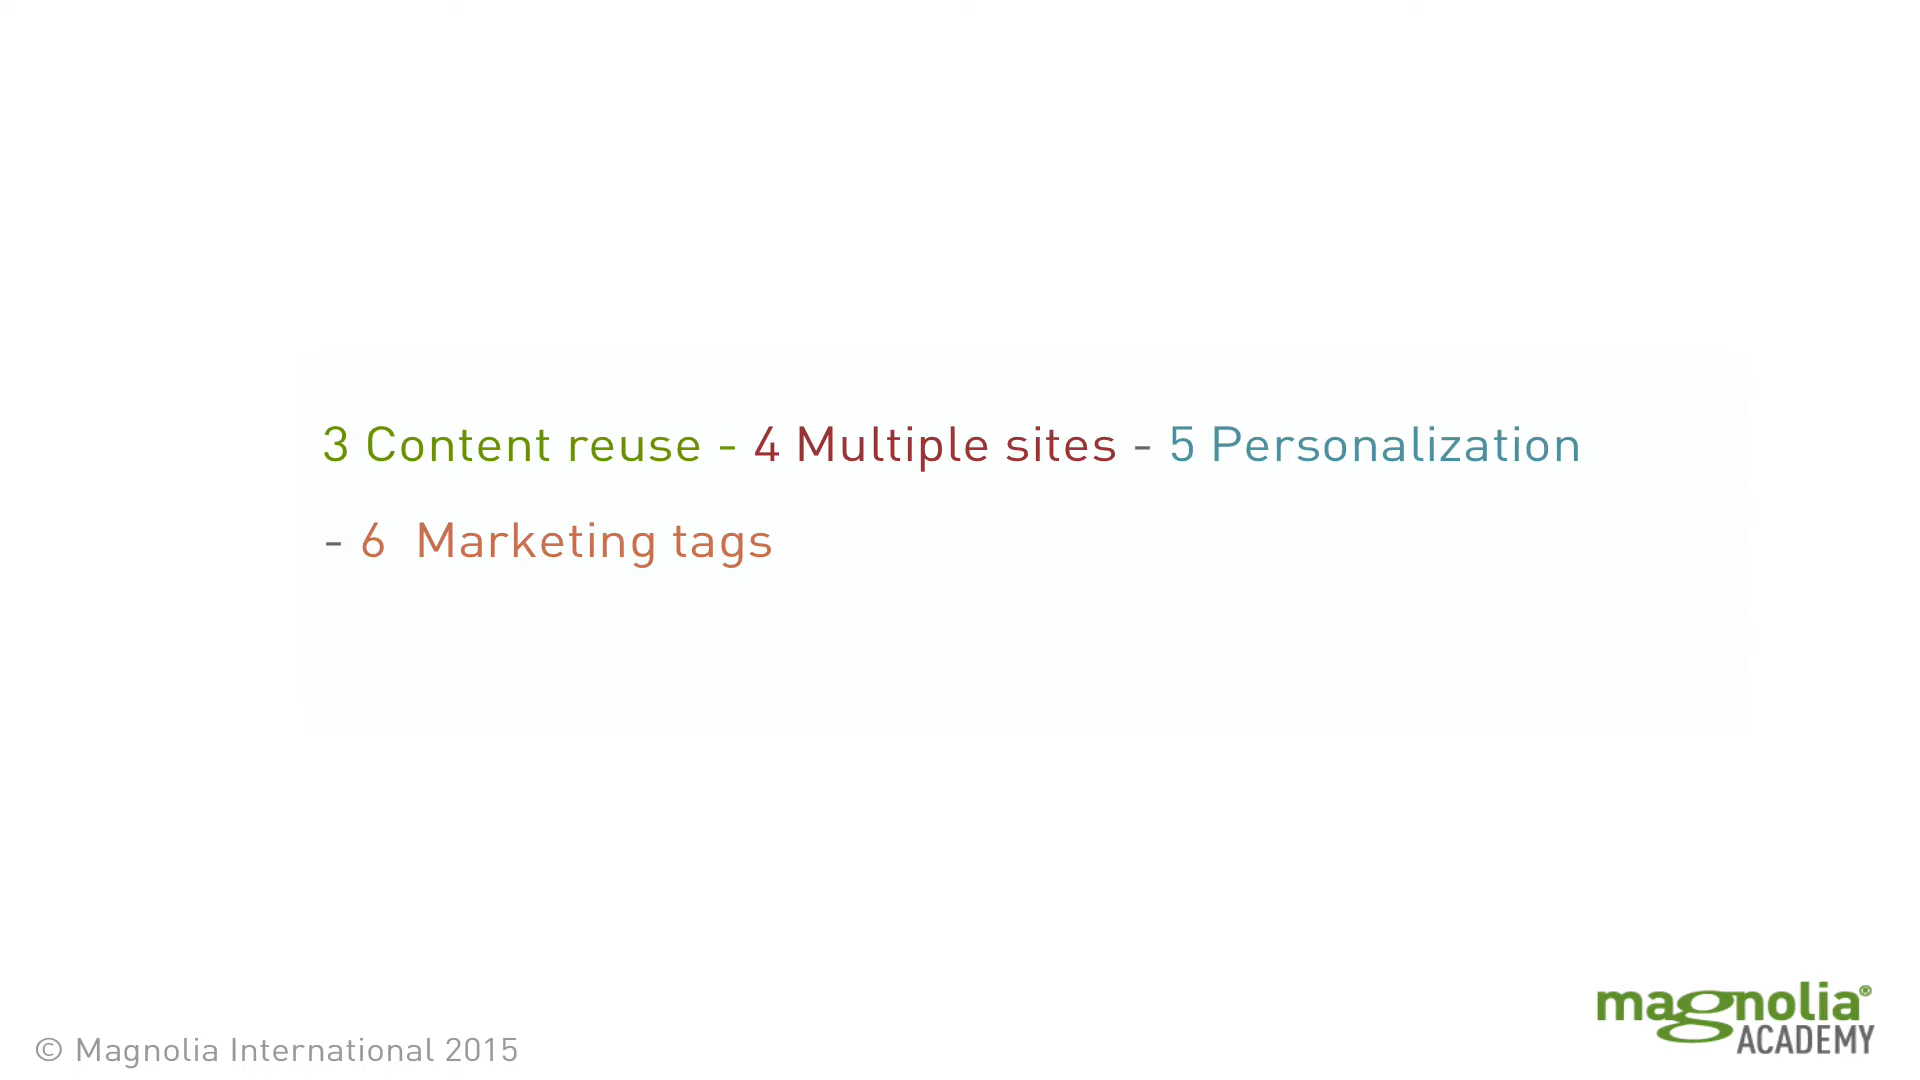 3 Content reuse - 4 Multiple sites - 5 Personalization
- 6 Marketing tags
© Magnolia International 2015
magnolia®
ACADEMY